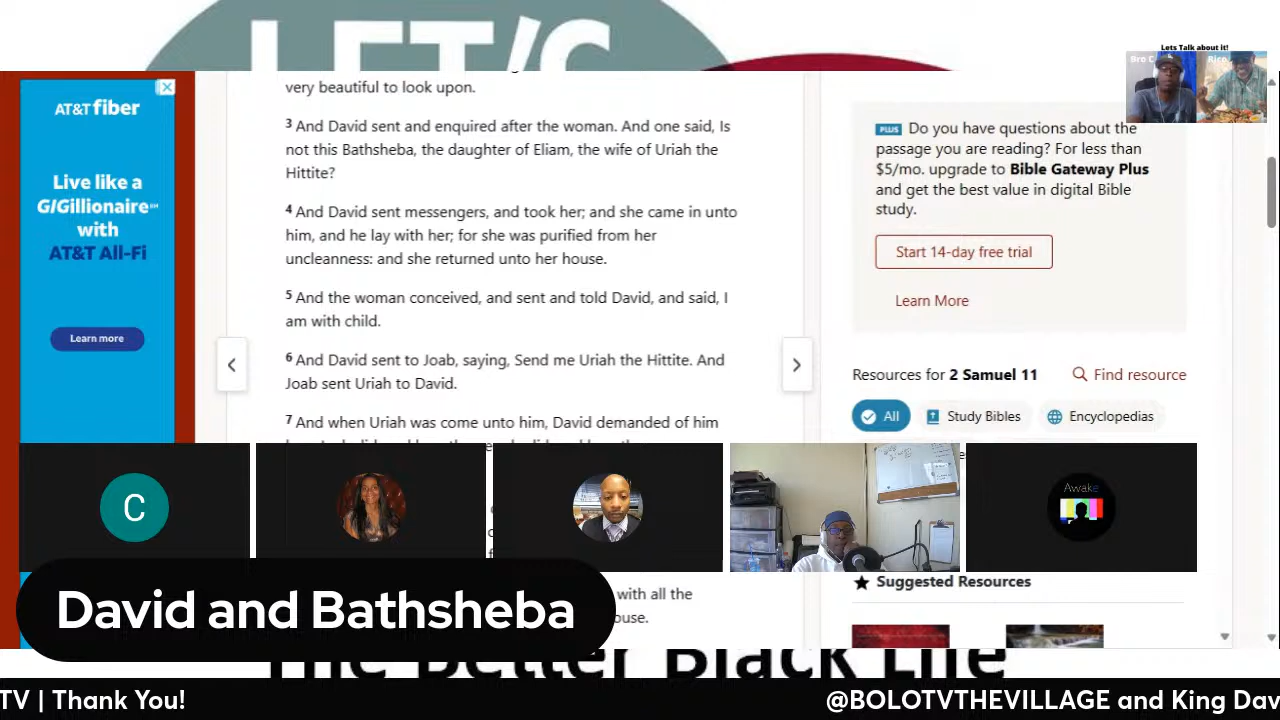 LET'S
Lets Talk about it!
Bro C
Rico
AT&T fiber
Live like a
GIGillionaire℠
with
AT&T All-Fi
Learn more
very beautiful to look upon.
3 And David sent and enquired after the woman. And one said, Is
not this Bathsheba, the daughter of Eliam, the wife of Uriah the
Hittite?
4 And David sent messengers, and took her; and she came in unto
him, and he lay with her; for she was purified from her
uncleanness: and she returned unto her house.
5 And the woman conceived, and sent and told David, and said, I
am with child.
6 And David sent to Joab, saying, Send me Uriah the Hittite. And
Joab sent Uriah to David.
7 And when Uriah was come unto him, David demanded of him
with all the
ouse.
PLUS Do you have questions about the
passage you are reading? For less than
$5/mo. upgrade to Bible Gateway Plus
and get the best value in digital Bible
study.
Start 14-day free trial
Learn More
Resources for 2 Samuel 11
Find resource
All
Study Bibles
Encyclopedias
C
Awake
Suggested Resources
David and Bathsheba
The Better Black Life
TV | Thank You!
@BOLOTVTHEVILLAGE and King Dav